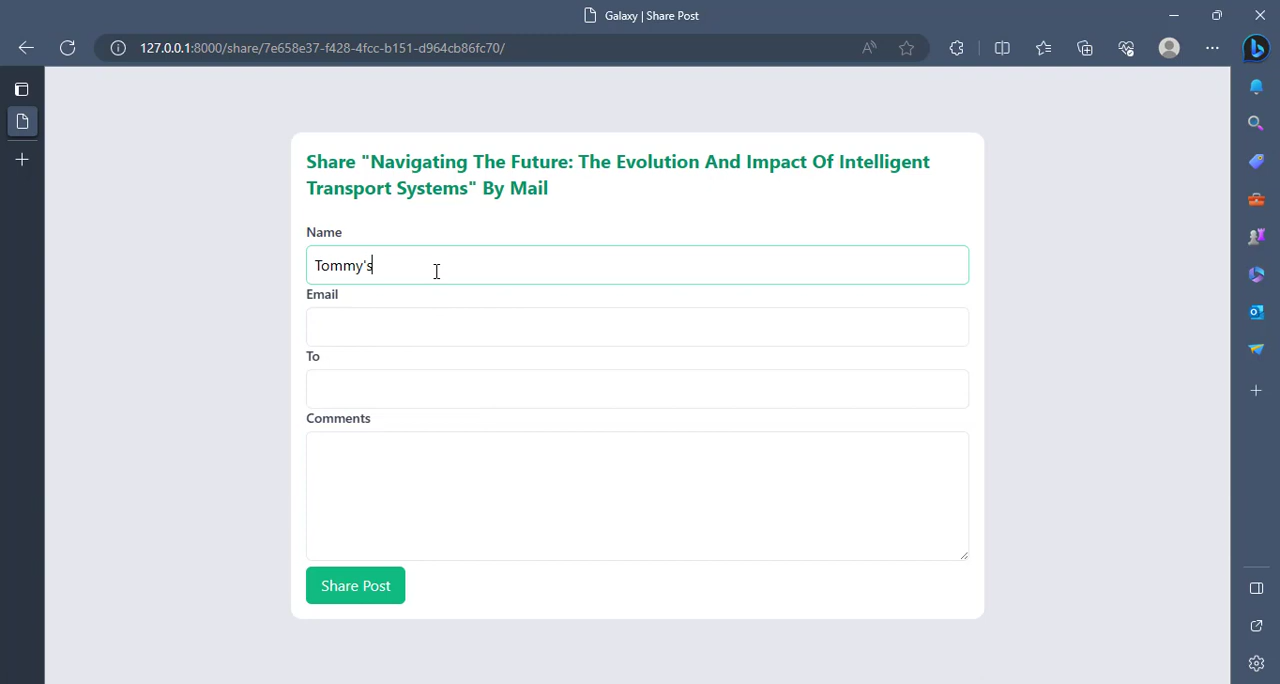 Galaxy | Share Post
127.0.0.1:8000/share/7e658e37-f428-4fcc-b151-d964cb86fc70/
Share "Navigating The Future: The Evolution And Impact Of Intelligent
Transport Systems" By Mail
Name
Tommy's
Email
To
Comments
Share Post